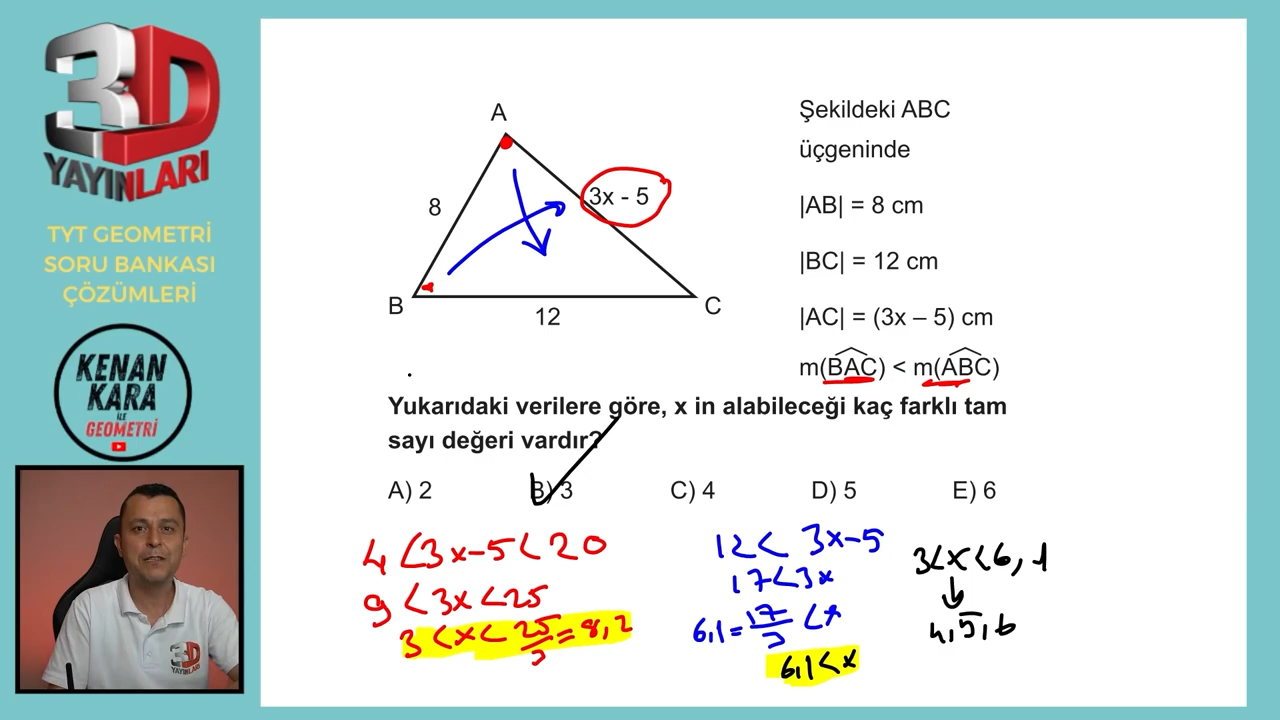 3D
YAYINLARI
TYT GEOMETRİ
SORU BANKASI
ÇÖZÜMLERİ
KENAN
KARA
İLE
GEOMETRİ
3D
YAYINLARI
A
8
3x - 5
B
12
C
Şekildeki ABC
üçgeninde
|AB| = 8 cm
|BC| = 12 cm
|AC| = (3x – 5) cm
m(BAC) < m(ABC)
Yukarıdaki verilere göre, x in alabileceği kaç farklı tam
sayı değeri vardır?
A) 2 B) 3 C) 4 D) 5 E) 6
4 < 3x-5 < 20
9 < 3x < 25
3 < x < 25/3 = 8,2
12 < 3x-5
17 < 3x
6,1 = 17/3 < x
6,1 < x
3 < x < 6,1
4,5,6